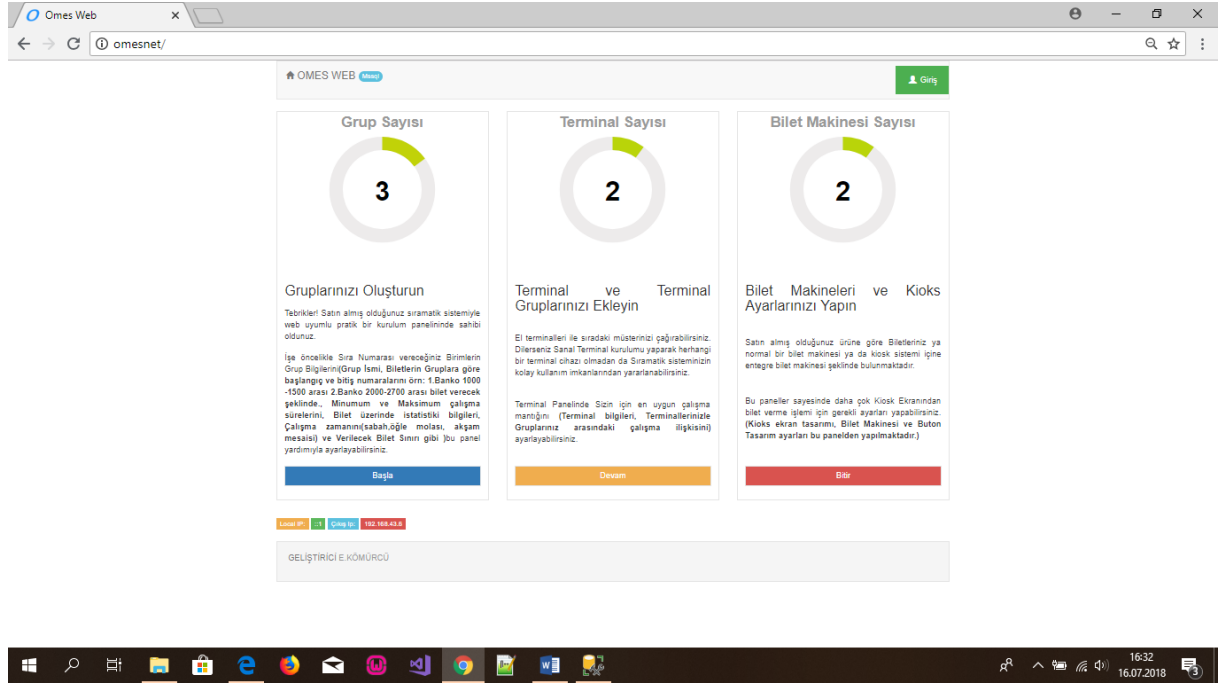 Omes Web
omesnet/
OMES WEB
Giriş
Grup Sayısı
3
Gruplarınızı Oluşturun
Tebrikler! Satın almış olduğunuz sıramatik sistemiyle
web uyumlu pratik bir kurulum panelininde sahibi
oldunuz.
İşe öncelikle Sıra Numarası vereceğiniz Birimlerin
Grup Bilgilerini(Grup İsmi, Biletlerin Gruplara göre
başlangıç ve bitiş numaralarını örn: 1.Banko 1000
-1500 arası 2.Banko 2000-2700 arası bilet verecek
şeklinde., Minumum ve Maksimum çalışma
sürelerini, Bilet üzerinde istatistiki bilgileri,
Çalışma zamanını(sabah,öğle molası, akşam
mesaisi) ve Verilecek Bilet Sınırı gibi )bu panel
yardımıyla ayarlayabilirsiniz.
Başla
Terminal Sayısı
2
Terminal ve Terminal
Gruplarınızı Ekleyin
El terminalleri ile sıradaki müsterinizi çağırabilirsiniz.
Dilerseniz Sanal Terminal kurulumu yaparak herhangi
bir terminal cihazı olmadan da Sıramatik sisteminizin
kolay kullanım imkanlarından yararlanabilirsiniz.
Terminal Panelinde Sizin için en uygun çalışma
mantığını (Terminal bilgileri, Terminallerinizle
Gruplarınız arasındaki çalışma ilişkisini)
ayarlayabilirsiniz.
Devam
Bilet Makinesi Sayısı
2
Bilet Makineleri ve Kioks
Ayarlarınızı Yapın
Satın almış olduğunuz ürüne göre Biletleriniz ya
normal bir bilet makinesi ya da kiosk sistemi içine
entegre bilet makinesi şeklinde bulunmaktadır.
Bu paneller sayesinde daha çok Kiosk Ekranından
bilet verme işlemi için gerekli ayarları yapabilirsiniz.
(Kioks ekran tasarımı, Bilet Makinesi ve Buton
Tasarım ayarları bu panelden yapılmaktadır.)
Bitir
Local IP: ::1 Çıkış Ip: 192.168.43.6
GELİŞTİRİCİ E.KÖMÜRCÜ
16:32
16.07.2018
3